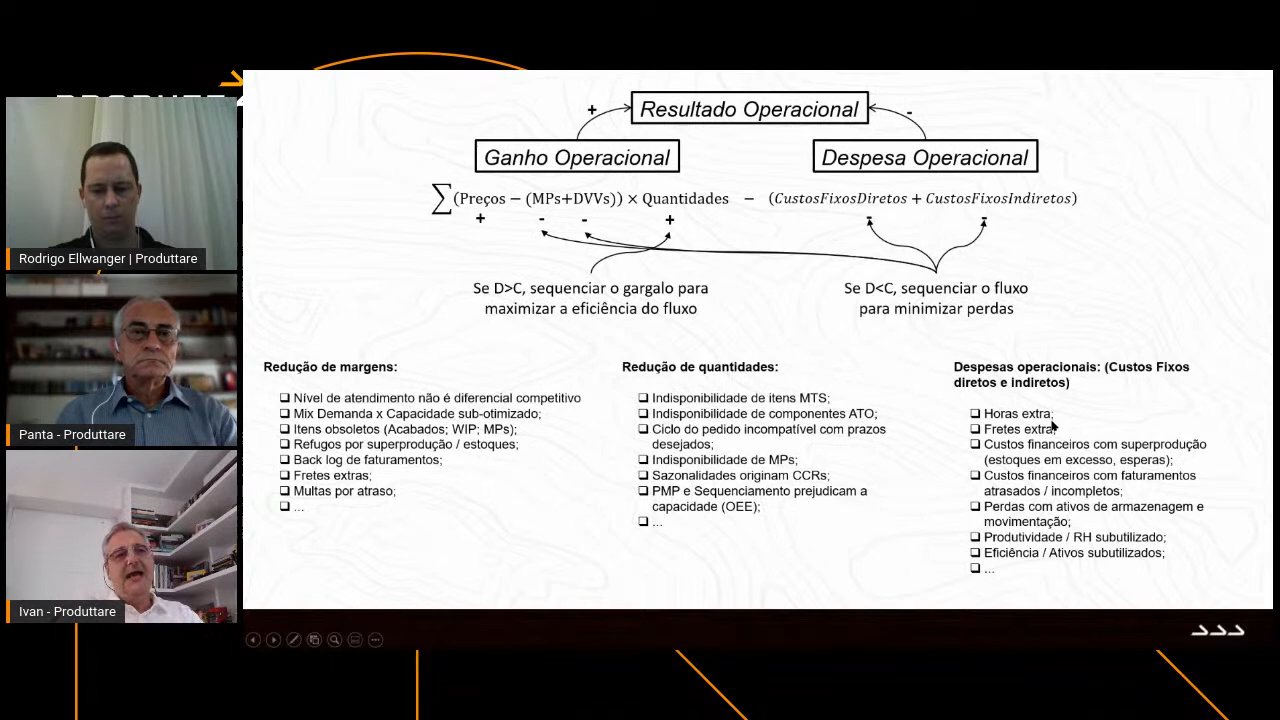 Rodrigo Ellwanger | Produttare
Panta - Produttare
Ivan - Produttare
+
Resultado Operacional
-
Ganho Operacional
Despesa Operacional
∑(Preços − (MPs+DVVs)) × Quantidades − (CustosFixosDiretos + CustosFixosIndiretos)
+ - - + - -
Se D>C, sequenciar o gargalo para
maximizar a eficiência do fluxo
Se D<C, sequenciar o fluxo
para minimizar perdas
Redução de margens:
❑ Nível de atendimento não é diferencial competitivo
❑ Mix Demanda x Capacidade sub-otimizado;
❑ Itens obsoletos (Acabados; WIP; MPs);
❑ Refugos por superprodução / estoques;
❑ Back log de faturamentos;
❑ Fretes extras;
❑ Multas por atraso;
❑ ...
Redução de quantidades:
❑ Indisponibilidade de itens MTS;
❑ Indisponibilidade de componentes ATO;
❑ Ciclo do pedido incompatível com prazos
desejados;
❑ Indisponibilidade de MPs;
❑ Sazonalidades originam CCRs;
❑ PMP e Sequenciamento prejudicam a
capacidade (OEE);
❑ ...
Despesas operacionais: (Custos Fixos
diretos e indiretos)
❑ Horas extra;
❑ Fretes extra;
❑ Custos financeiros com superprodução
(estoques em excesso, esperas);
❑ Custos financeiros com faturamentos
atrasados / incompletos;
❑ Perdas com ativos de armazenagem e
movimentação;
❑ Produtividade / RH subutilizado;
❑ Eficiência / Ativos subutilizados;
❑ ...